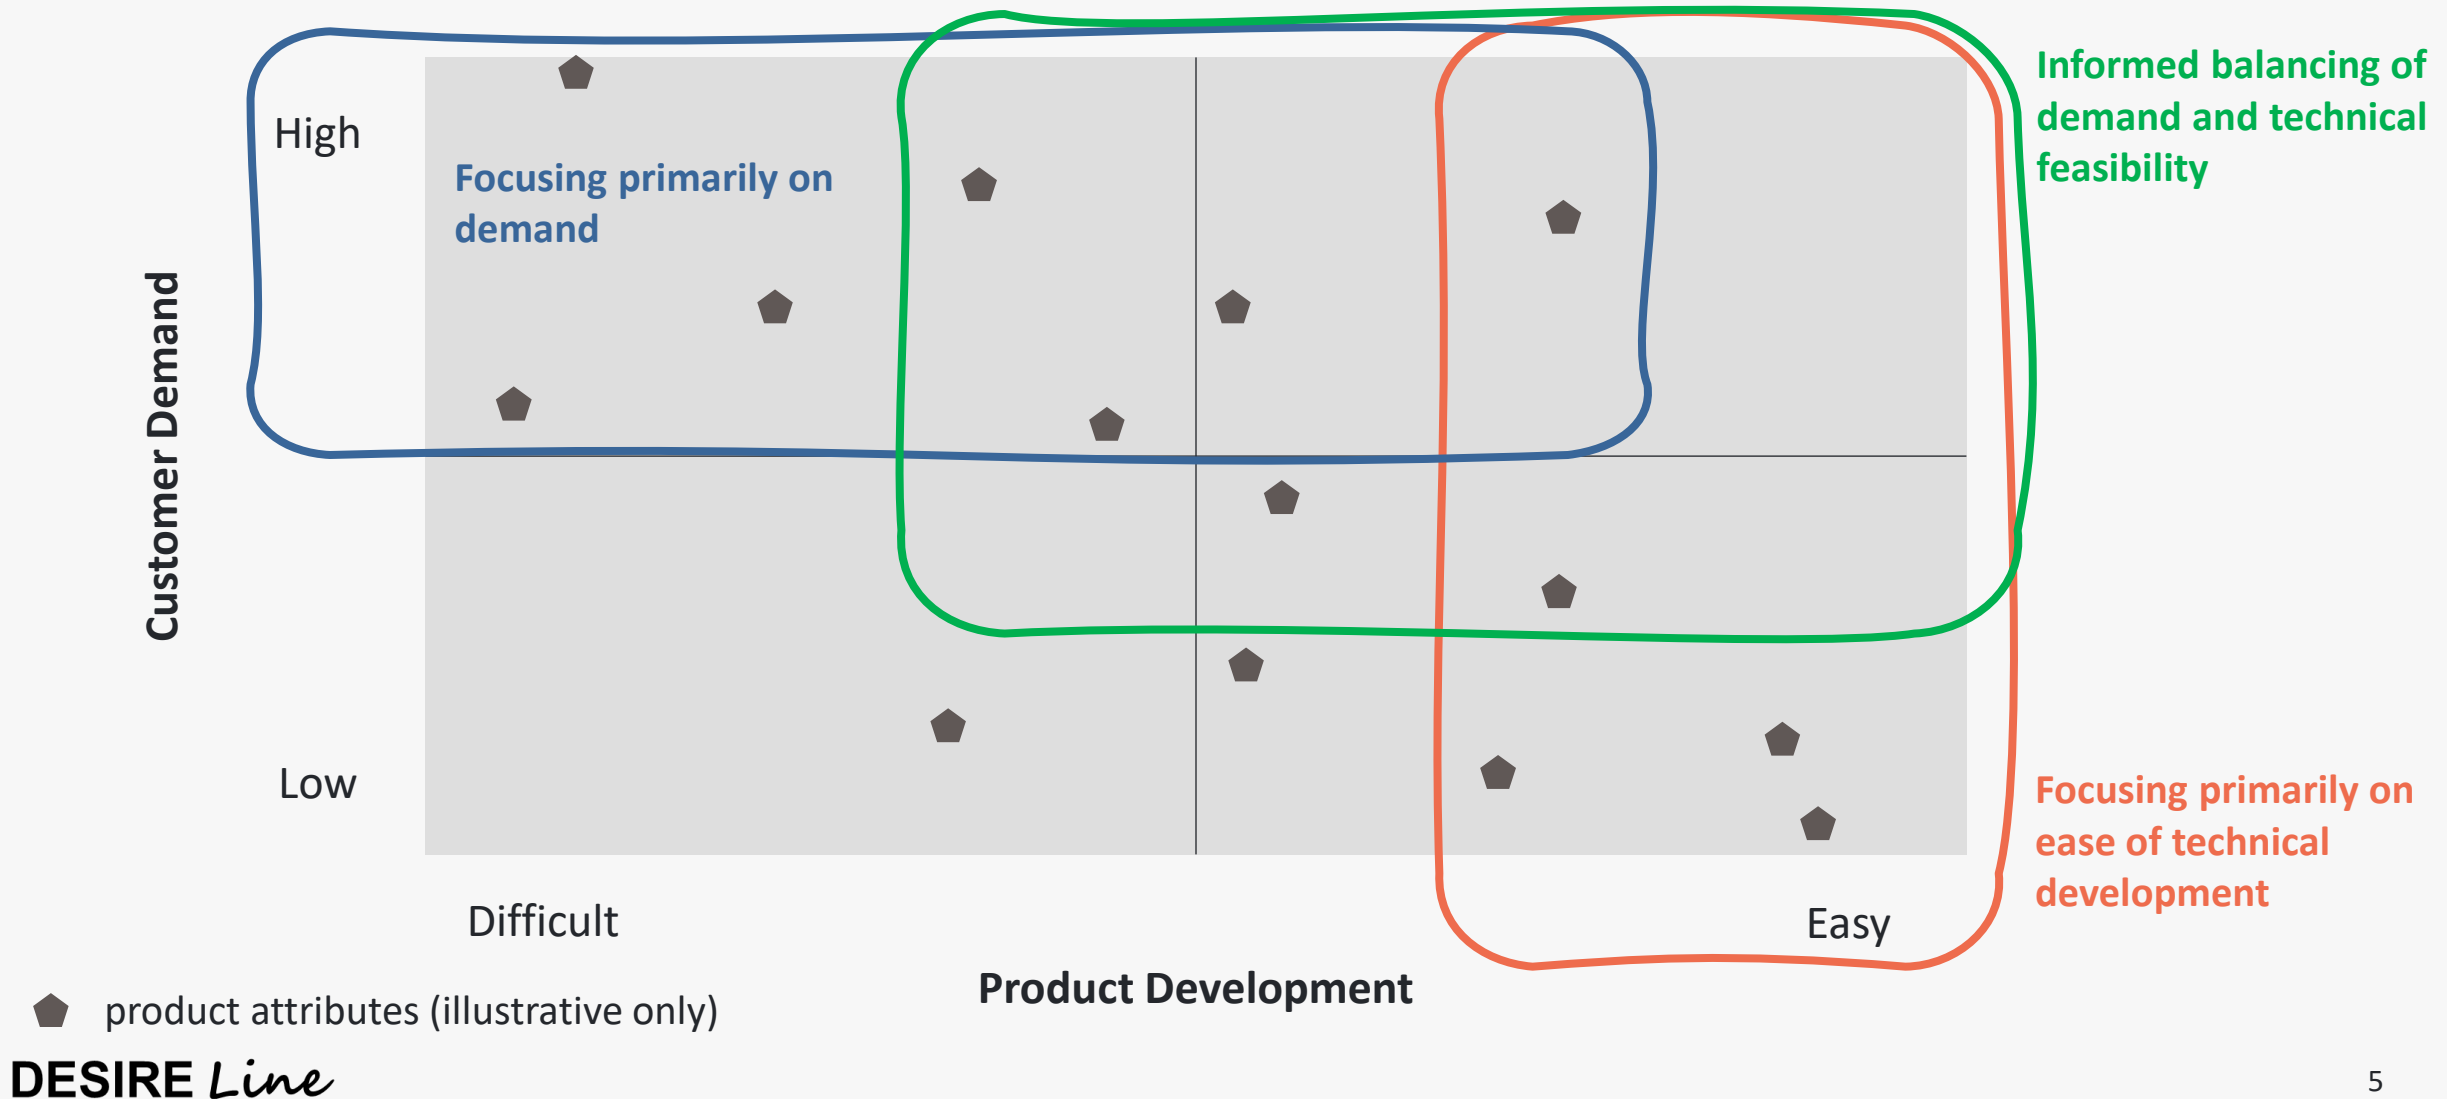 High
Focusing primarily on
demand
Informed balancing of
demand and technical
feasibility
Customer Demand
Low
Focusing primarily on
ease of technical
development
Difficult
Easy
Product Development
product attributes (illustrative only)
DESIRE Line
5